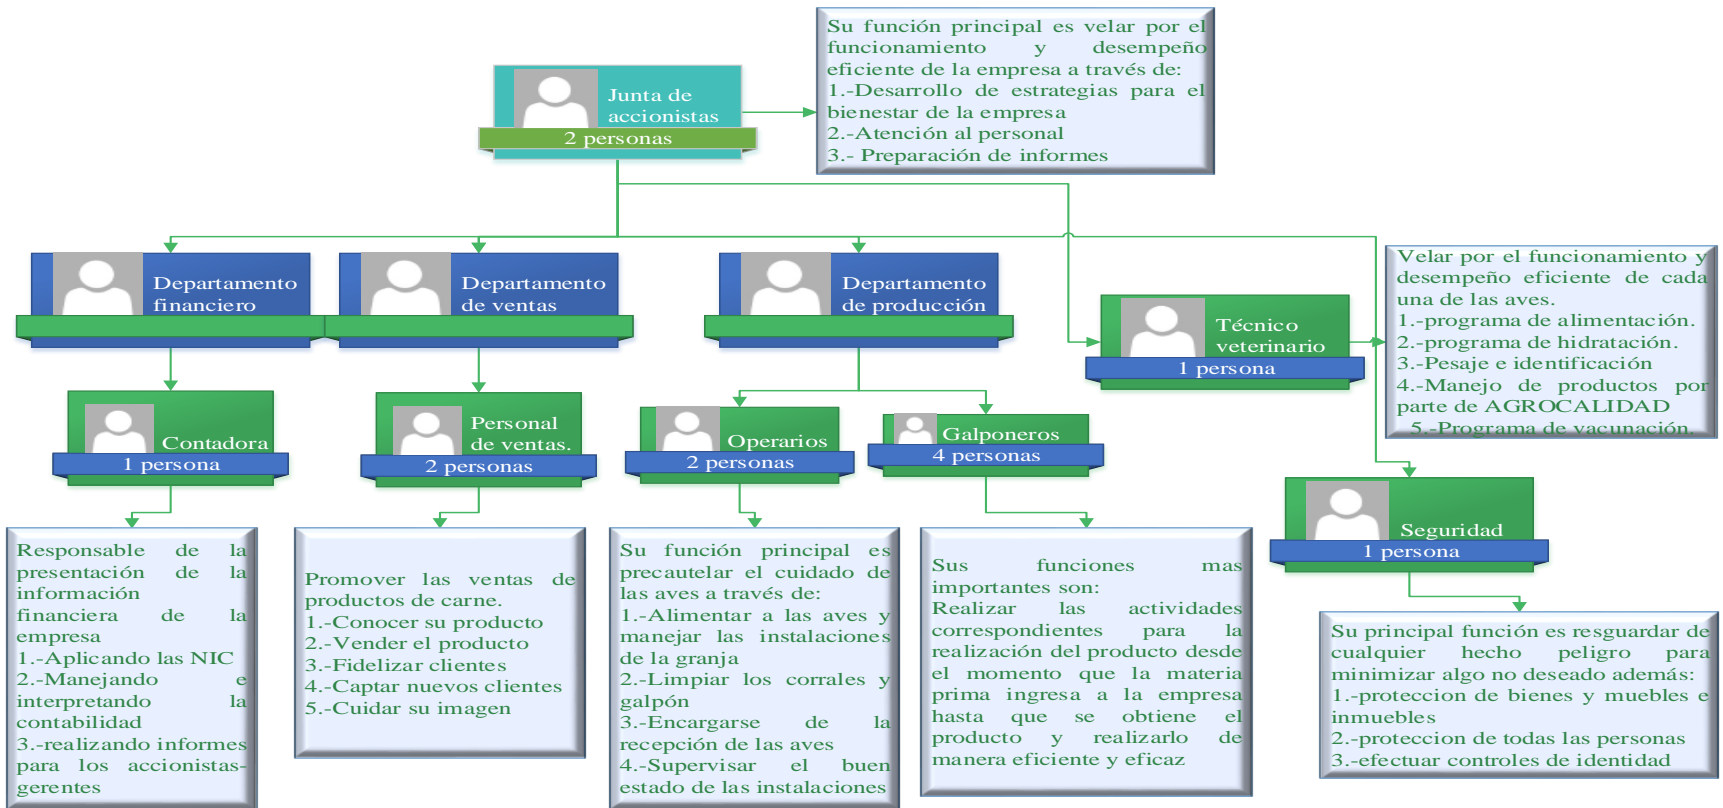 Su función principal es velar por el
funcionamiento y desempeño
eficiente de la empresa a través de:
1.-Desarrollo de estrategias para el
bienestar de la empresa
2.-Atención al personal
3.- Preparación de informes
Junta de
accionistas
2 personas
Departamento
financiero
Departamento
de ventas
Departamento
de producción
Técnico
veterinario
1 persona
Velar por el funcionamiento y
desempeño eficiente de cada
una de las aves.
1.-programa de alimentación.
2.-programa de hidratación.
3.-Pesaje e identificación
4.-Manejo de productos por
parte de AGROCALIDAD
5.-Programa de vacunación.
Contadora
1 persona
Personal
de ventas.
2 personas
Operarios
2 personas
Galponeros
4 personas
Seguridad
1 persona
Responsable de la
presentación de la
información
financiera de la
empresa
1.-Aplicando las NIC
2.-Manejando e
interpretando la
contabilidad
3.-realizando informes
para los accionistas-
gerentes
Promover las ventas de
productos de carne.
1.-Conocer su producto
2.-Vender el producto
3.-Fidelizar clientes
4.-Captar nuevos clientes
5.-Cuidar su imagen
Su función principal es
precautelar el cuidado de
las aves a través de:
1.-Alimentar a las aves y
manejar las instalaciones
de la granja
2.-Limpiar los corrales y
galpón
3.-Encargarse de la
recepción de las aves
4.-Supervisar el buen
estado de las instalaciones
Sus funciones mas
importantes son:
Realizar las actividades
correspondientes para la
realización del producto desde
el momento que la materia
prima ingresa a la empresa
hasta que se obtiene el
producto y realizarlo de
manera eficiente y eficaz
Su principal función es resguardar de
cualquier hecho peligro para
minimizar algo no deseado además:
1.-proteccion de bienes y muebles e
inmuebles
2.-proteccion de todas las personas
3.-efectuar controles de identidad